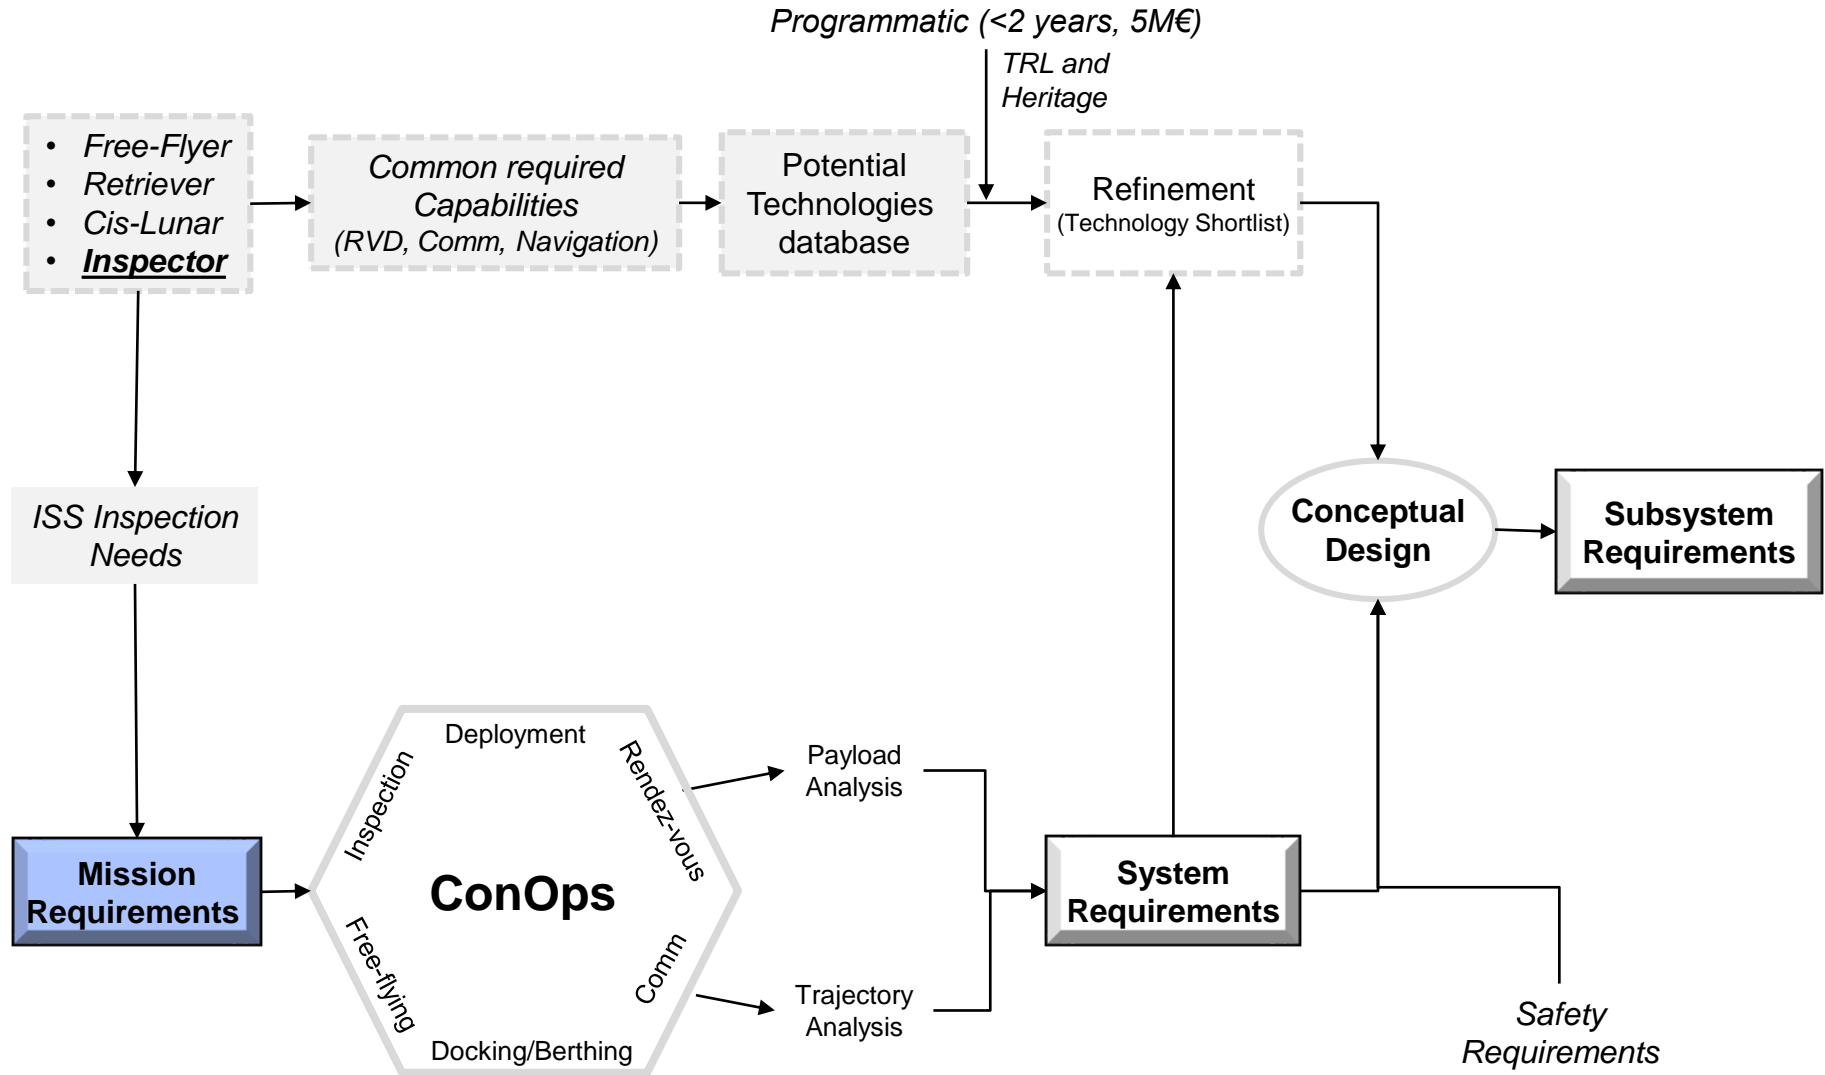 Programmatic (<2 years, 5M€)
TRL and
Heritage
• Free-Flyer
• Retriever
• Cis-Lunar
• Inspector
Common required
Capabilities
(RVD, Comm, Navigation)
Potential
Technologies
database
Refinement
(Technology Shortlist)
ISS Inspection
Needs
Conceptual
Design
Subsystem
Requirements
Mission
Requirements
Deployment
Inspection
Rendez-vous
ConOps
Free-flying
Comm
Docking/Berthing
Payload
Analysis
Trajectory
Analysis
System
Requirements
Safety
Requirements